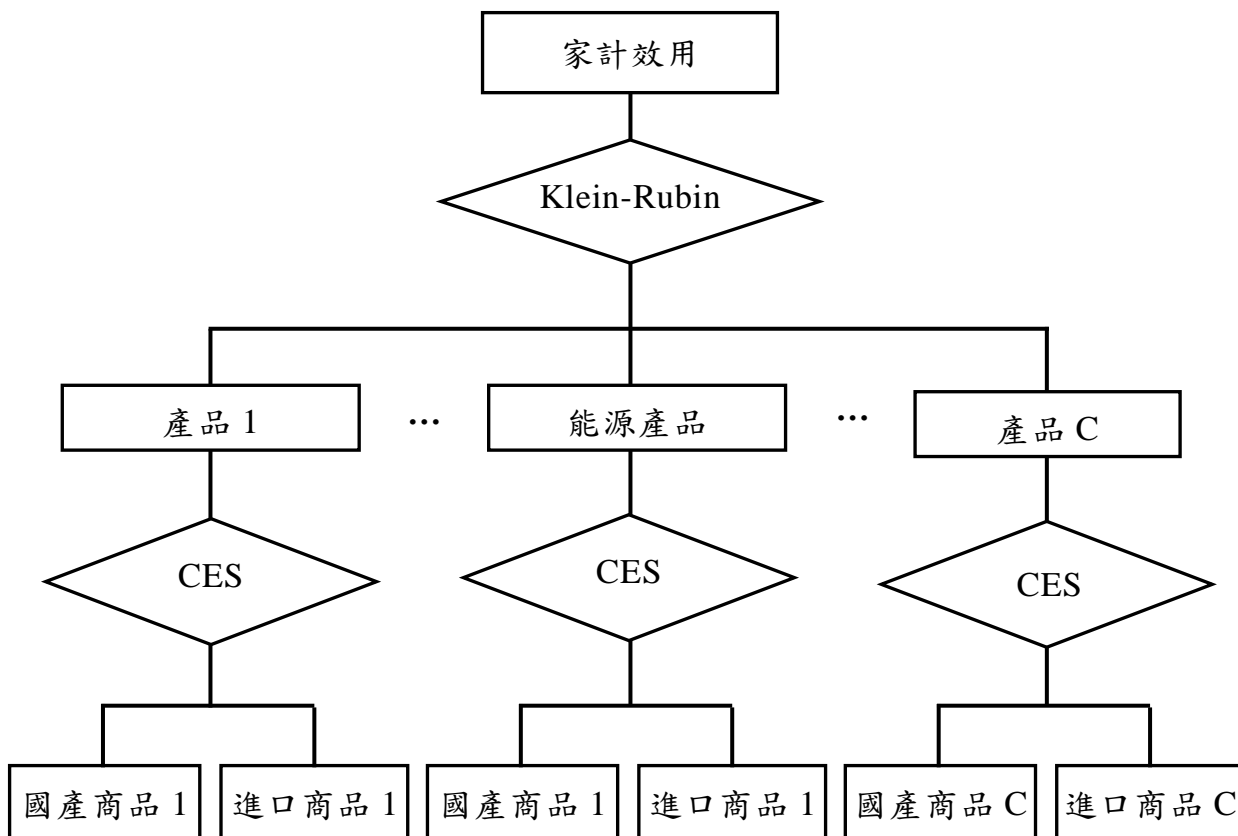 家計效用
Klein-Rubin
產品 1
...
能源產品
...
產品 C
CES
CES
CES
國產商品 1
進口商品 1
國產商品 1
進口商品 1
國產商品 C
進口商品 C